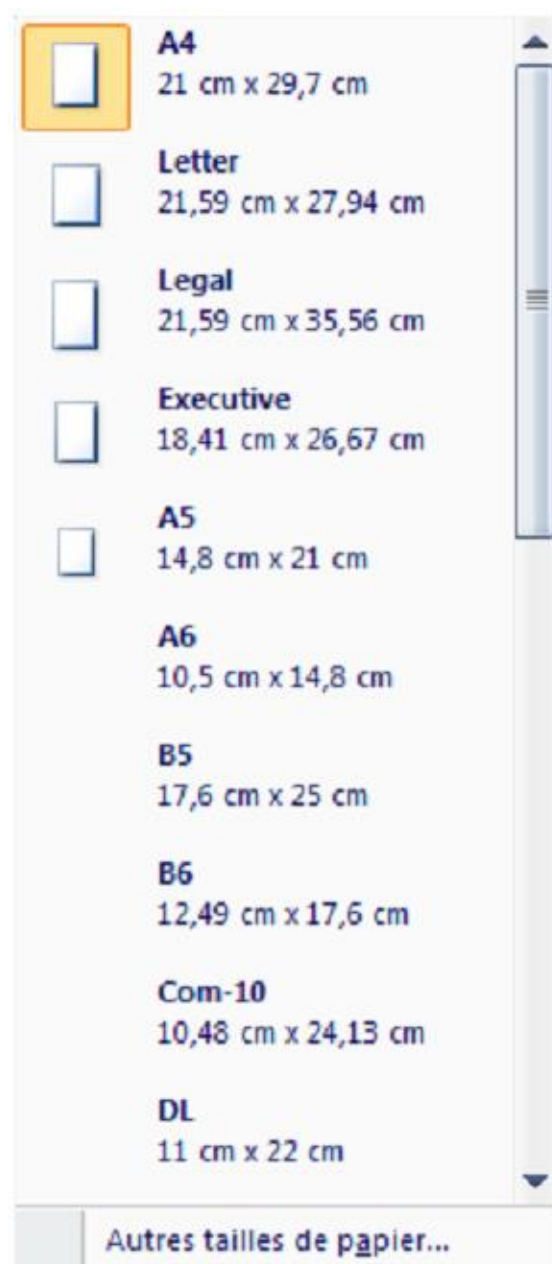 A4
21 cm x 29,7 cm
Letter
21,59 cm x 27,94 cm
Legal
21,59 cm x 35,56 cm
Executive
18,41 cm x 26,67 cm
A5
14,8 cm x 21 cm
A6
10,5 cm x 14,8 cm
B5
17,6 cm x 25 cm
B6
12,49 cm x 17,6 cm
Com-10
10,48 cm x 24,13 cm
DL
11 cm x 22 cm
Autres tailles de papier...